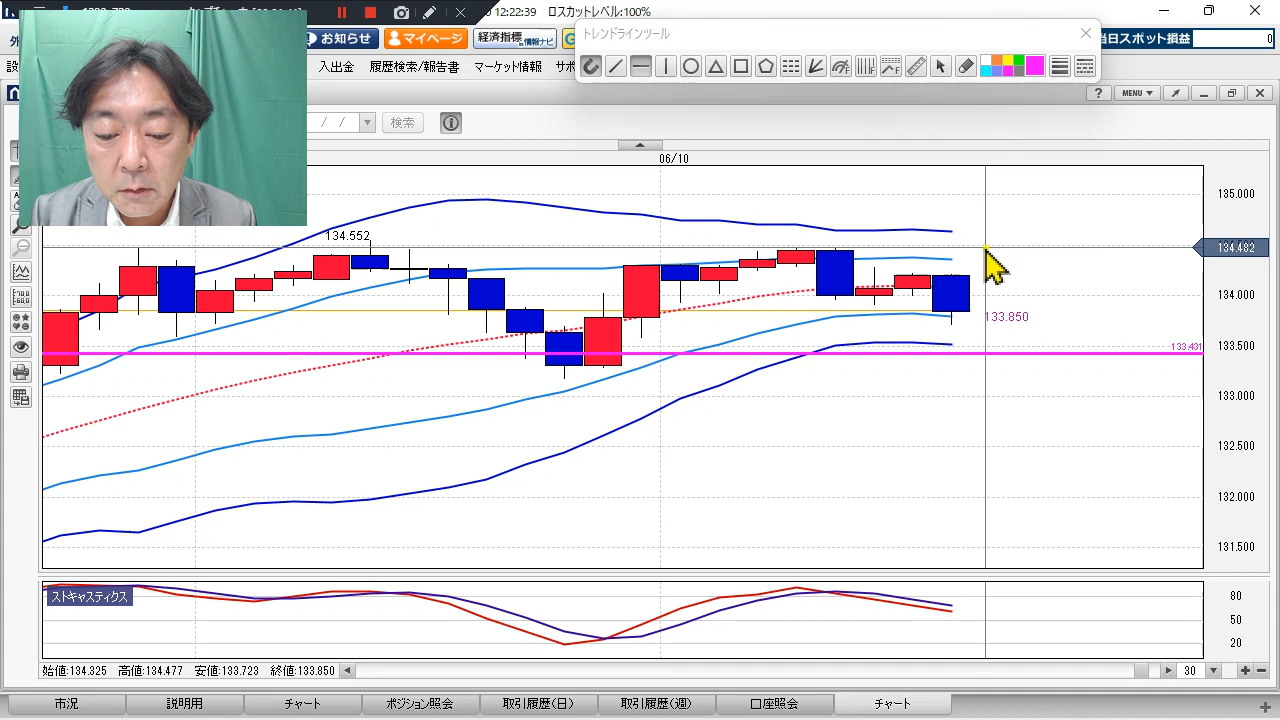 12:22:39 ロスカットレベル:100%
トレンドラインツール
お知らせ
マイページ
経済指標 in情報ナビ
当日スポット損益
0
入出金
履歴検索/報告書
マーケット情報
? MENU
/ / 検索
06/10
135.000
134.552
134.482
134.000
133.850
133.500
133.431
133.000
132.500
132.000
131.500
ストキャスティクス
80
50
20
始値:134.325 高値:134.477 安値:133.723 終値:133.850
30
市況
説明用
チャート
ポジション照会
取引履歴(日)
取引履歴(週)
口座照会
チャート